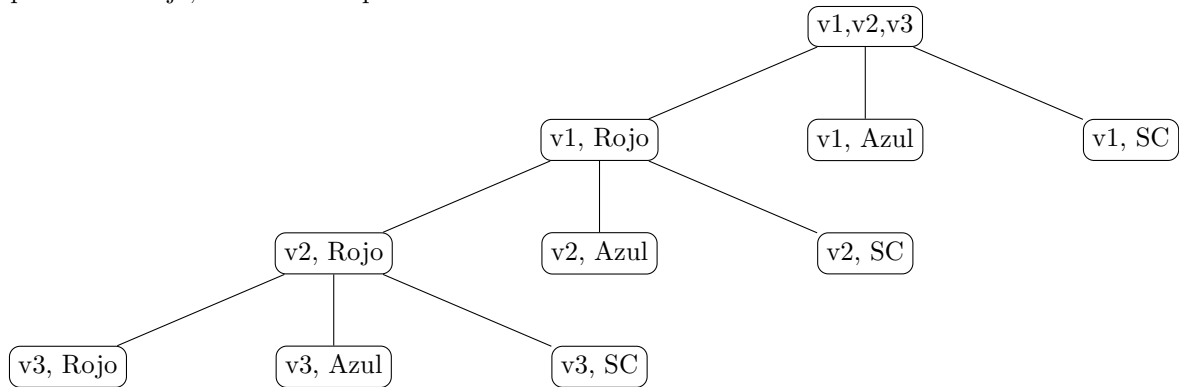 v1,v2,v3
v1, Rojo
v1, Azul
v1, SC
v2, Rojo
v2, Azul
v2, SC
v3, Rojo
v3, Azul
v3, SC